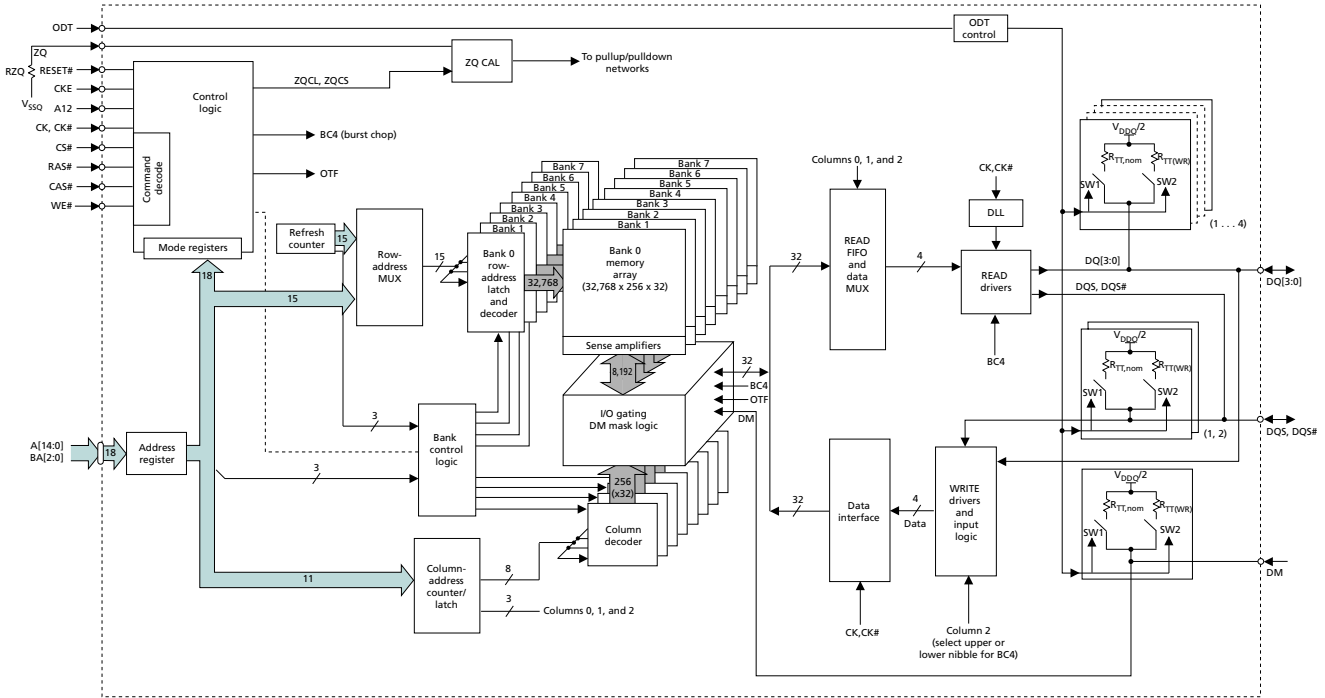 ODT
ODT
control
ZQ
RZQ
VSSQ
RESET#
CKE
A12
CK, CK#
CS#
RAS#
CAS#
WE#
Control
logic
Command
decode
Mode registers
ZQCL, ZQCS
ZQ CAL
To pullup/pulldown
networks
BC4 (burst chop)
OTF
Refresh
counter
15
Row-
address
MUX
15
Bank 7
Bank 6
Bank 5
Bank 4
Bank 3
Bank 2
Bank 1
Bank 0
row-
address
latch
and
decoder
32,768
Bank 7
Bank 6
Bank 5
Bank 4
Bank 3
Bank 2
Bank 1
Bank 0
memory
array
(32,768 x 256 x 32)
Sense amplifiers
8,192
I/O gating
DM mask logic
32
BC4
OTF
DM
256
(x32)
Column
decoder
18
15
A[14:0]
BA[2:0]
18
Address
register
3
3
Bank
control
logic
11
Column-
address
counter/
latch
8
3
Columns 0, 1, and 2
Columns 0, 1, and 2
32
READ
FIFO
and
data
MUX
4
CK,CK#
DLL
READ
drivers
BC4
DQ[3:0]
DQS, DQS#
32
Data
interface
CK,CK#
4
Data
WRITE
drivers
and
input
logic
Column 2
(select upper or
lower nibble for BC4)
VDDQ/2
RTT,nom
RTT(WR)
SW1
SW2
(1 . . . 4)
DQ[3:0]
VDDQ/2
RTT,nom
RTT(WR)
SW1
SW2
(1, 2)
DQS, DQS#
VDDQ/2
RTT,nom
RTT(WR)
SW1
SW2
DM